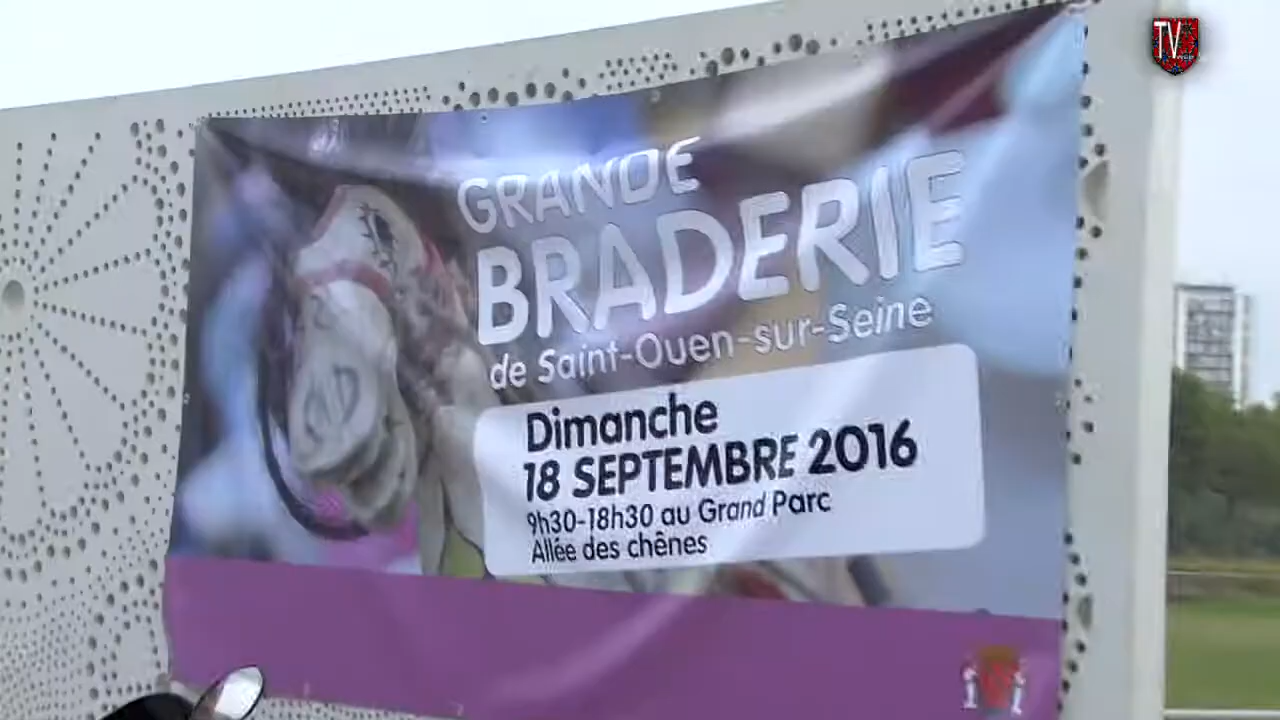 TV
GRANDE
BRADERIE
de Saint-Ouen-sur-Seine
Dimanche
18 SEPTEMBRE 2016
9h30-18h30 au Grand Parc
Allée des chênes